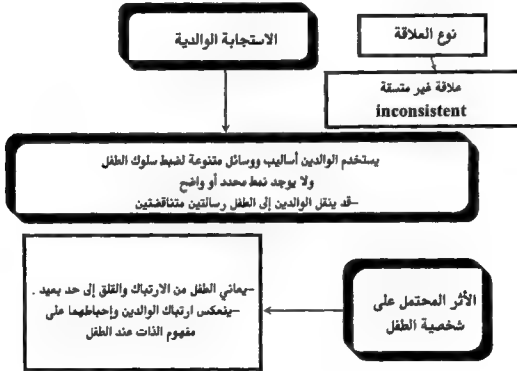 نوع العلاقة
علاقة غير متسقة
inconsistent
الاستجابة الوالدية
يستخدم الوالدين أساليب ووسائل متنوعة لضبط سلوك الطفل
ولا يوجد نمط محدد أو واضح
–قد ينقل الوالدين إلى الطفل رسالتين متناقضتين
الأثر المحتمل على
شخصية الطفل
–يعاني الطفل من الارتباك والقلق إلى حد بعيد .
–ينعكس ارتباك الوالدين وإحباطهما على
مفهوم الذات عند الطفل